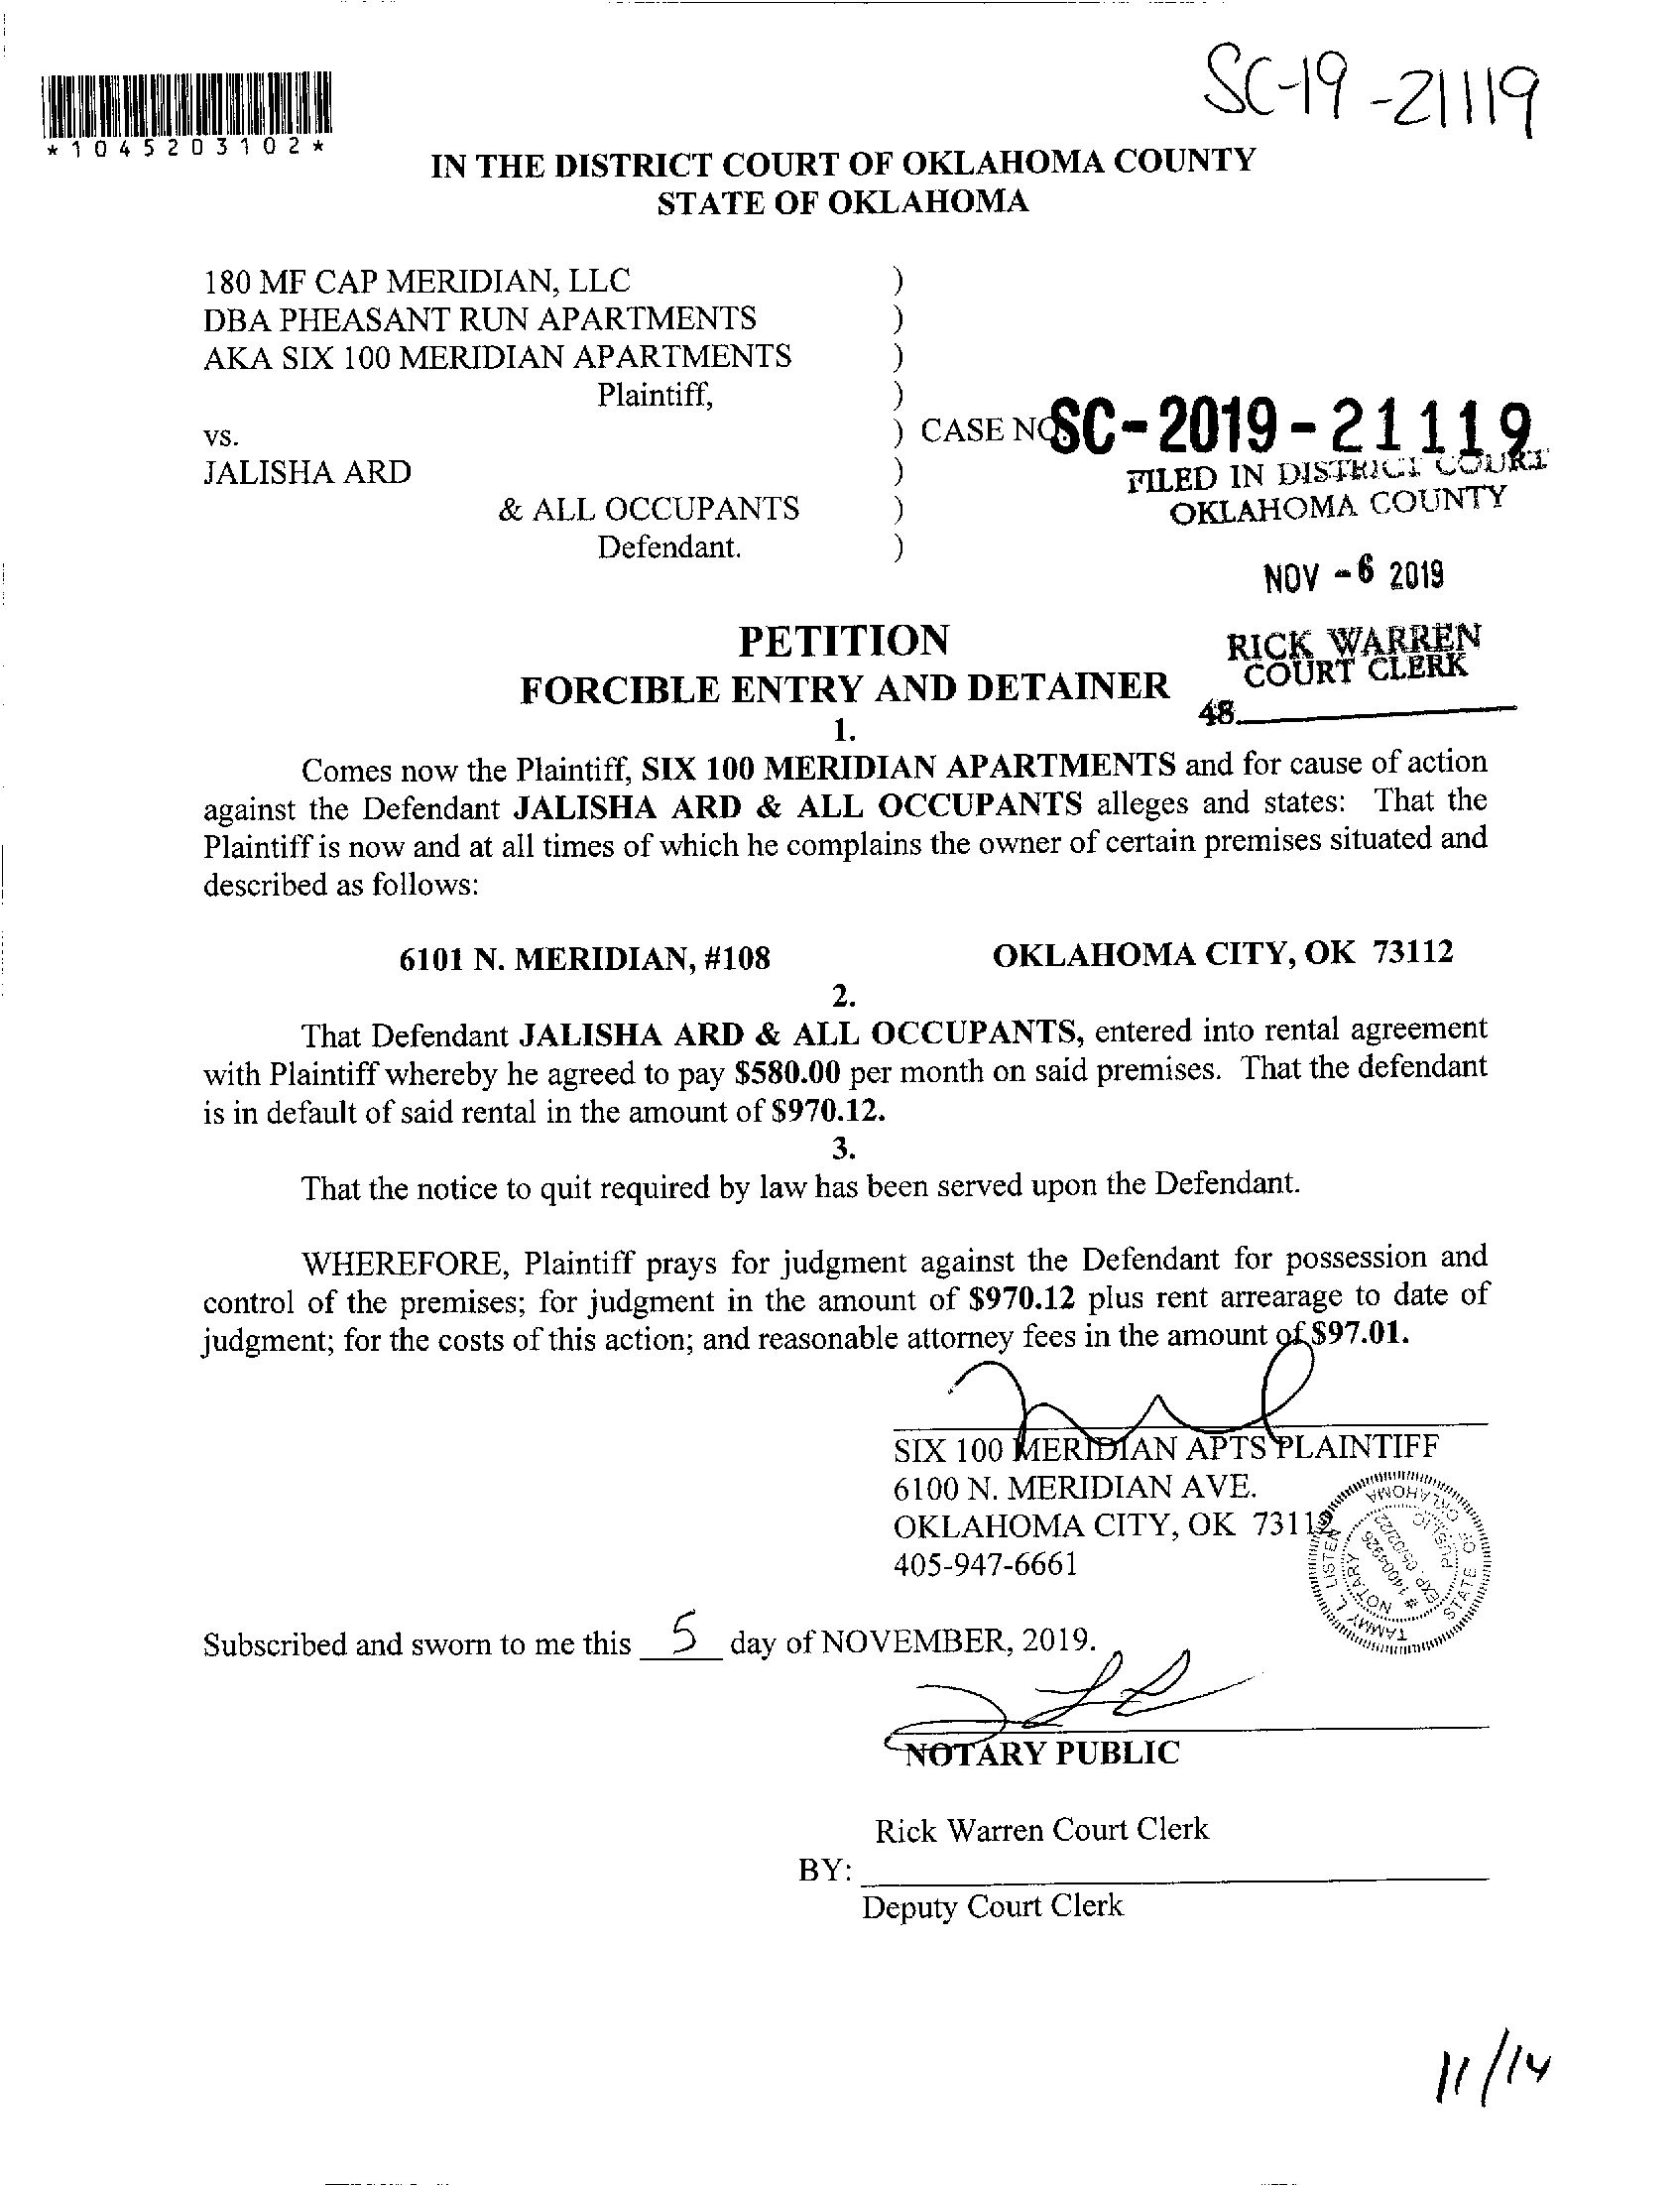 SC-19-21119
*1045203102*
IN THE DISTRICT COURT OF OKLAHOMA COUNTY
STATE OF OKLAHOMA
180 MF CAP MERIDIAN, LLC )
DBA PHEASANT RUN APARTMENTS )
AKA SIX 100 MERIDIAN APARTMENTS )
Plaintiff, )
vs. ) CASE NO. SC-2019-21119
JALISHA ARD )
FILED IN DISTRICT COURT
& ALL OCCUPANTS )
OKLAHOMA COUNTY
Defendant. )
NOV -6 2019
PETITION
RICK WARREN
COURT CLERK
FORCIBLE ENTRY AND DETAINER
48
1.
Comes now the Plaintiff, SIX 100 MERIDIAN APARTMENTS and for cause of action
against the Defendant JALISHA ARD & ALL OCCUPANTS alleges and states: That the
Plaintiff is now and at all times of which he complains the owner of certain premises situated and
described as follows:
6101 N. MERIDIAN, #108 OKLAHOMA CITY, OK 73112
2.
That Defendant JALISHA ARD & ALL OCCUPANTS, entered into rental agreement
with Plaintiff whereby he agreed to pay $580.00 per month on said premises. That the defendant
is in default of said rental in the amount of $970.12.
3.
That the notice to quit required by law has been served upon the Defendant.
WHEREFORE, Plaintiff prays for judgment against the Defendant for possession and
control of the premises; for judgment in the amount of $970.12 plus rent arrearage to date of
judgment; for the costs of this action; and reasonable attorney fees in the amount of $97.01.
SIX 100 MERIDIAN APTS PLAINTIFF
6100 N. MERIDIAN AVE.
OKLAHOMA CITY, OK 73112
405-947-6661
TAMMY L. LISTEN
NOTARY PUBLIC
# 14004926
EXP. 05/02/22
STATE OF OKLAHOMA
Subscribed and sworn to me this 5 day of NOVEMBER, 2019.
NOTARY PUBLIC
Rick Warren Court Clerk
BY:
Deputy Court Clerk
11/14